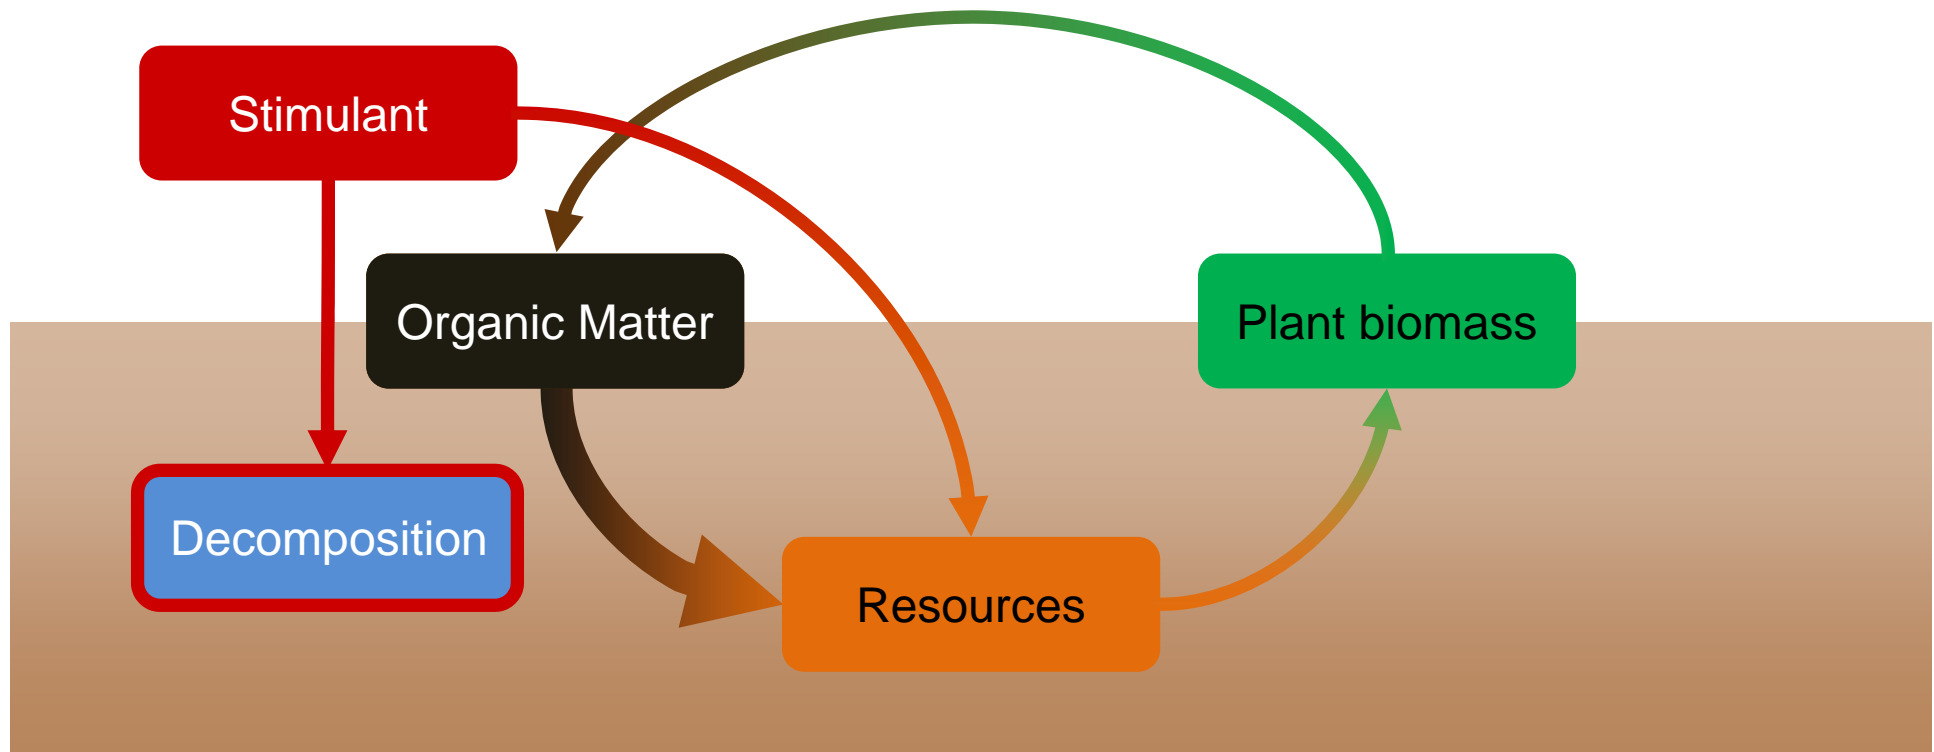 Stimulant
Organic Matter
Plant biomass
Decomposition
Resources